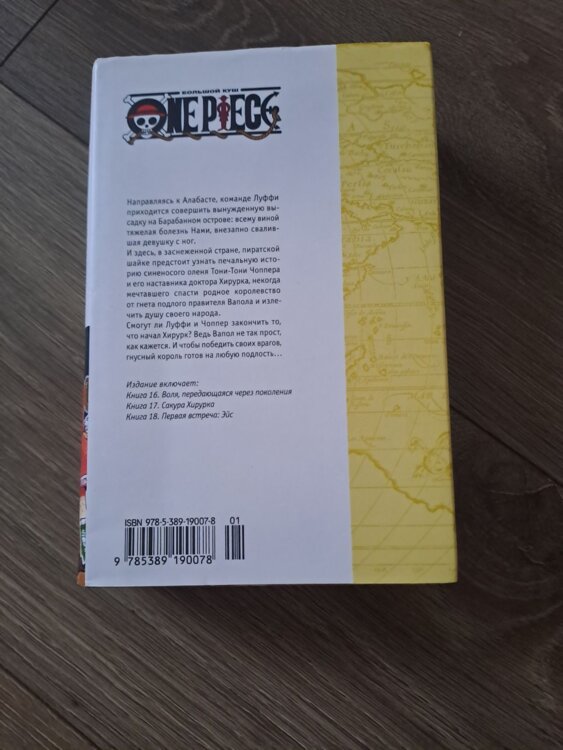 БОЛЬШОЙ КУШ
ONE PIECE
Направляясь к Алабасте, команде Луффи
приходится совершить вынужденную вы-
садку на Барабанном острове: всему виной
тяжелая болезнь Нами, внезапно свалив-
шая девушку с ног.
И здесь, в заснеженной стране, пиратской
шайке предстоит узнать печальную исто-
рию синеносого оленя Тони-Тони Чоппера
и его наставника доктора Хирурка, некогда
мечтавшего спасти родное королевство
от гнета подлого правителя Вапола и изле-
чить душу своего народа.
Смогут ли Луффи и Чоппер закончить то,
что начал Хирурк? Ведь Вапол не так прост,
как кажется. И чтобы победить своих врагов,
гнусный король готов на любую подлость...
Издание включает:
Книга 16. Воля, передающаяся через поколения
Книга 17. Сакура Хирурка
Книга 18. Первая встреча: Эйс
ISBN 978-5-389-19007-8
01
9 785389 190078